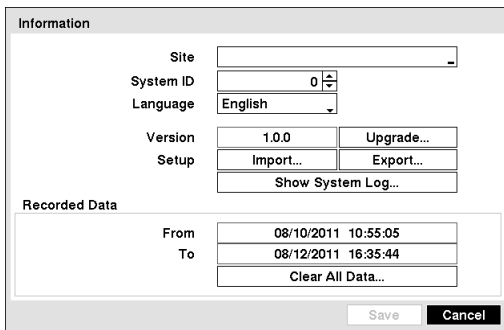 Information
Site
System ID 0
Language English
Version 1.0.0 Upgrade...
Setup Import... Export...
Show System Log...
Recorded Data
From 08/10/2011 10:55:05
To 08/12/2011 16:35:44
Clear All Data...
Save Cancel